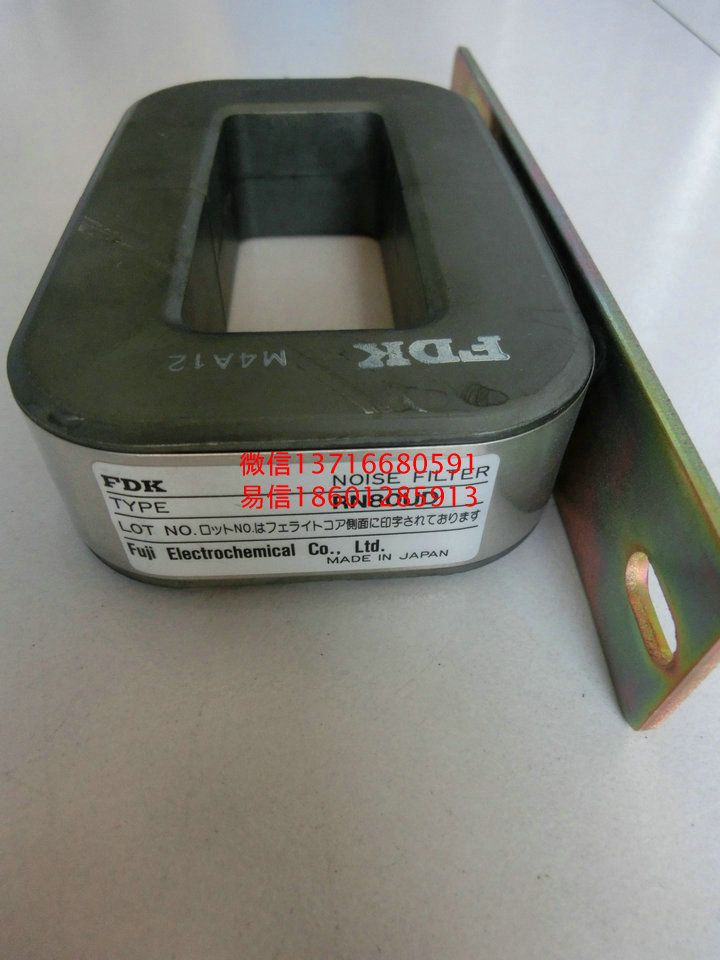 FDK
M4A12
微信13716680591
易信18601285913
FDK NOISE FILTER
TYPE RN80UD
LOT NO. ロットNO.はフェライトコア側面に印字されております
Fuji Electrochemical Co., Ltd.
MADE IN JAPAN